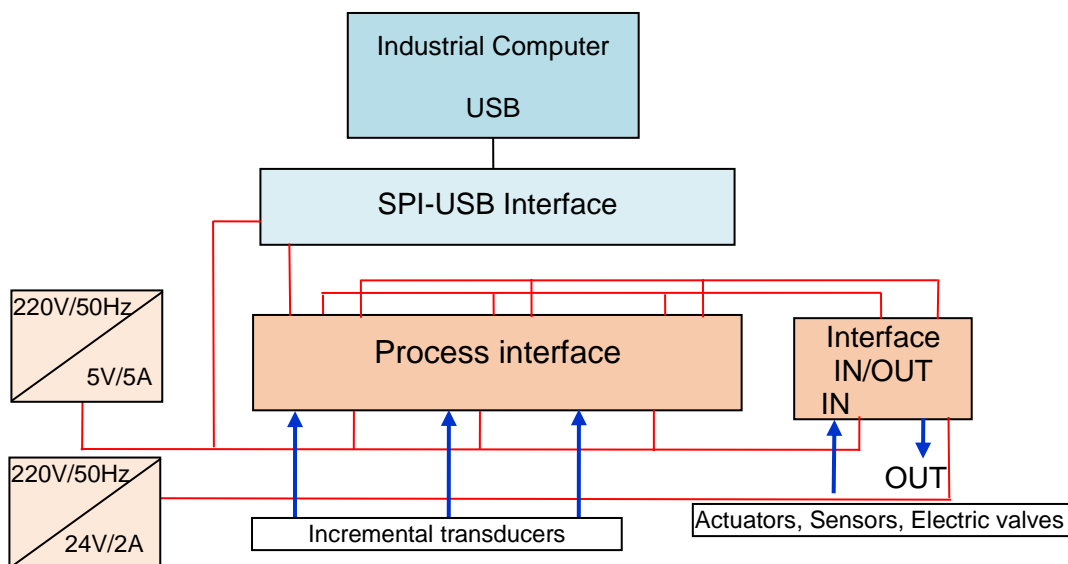 Industrial Computer
USB
SPI-USB Interface
220V/50Hz
5V/5A
Process interface
Interface
IN/OUT
IN
OUT
220V/50Hz
24V/2A
Incremental transducers
Actuators, Sensors, Electric valves